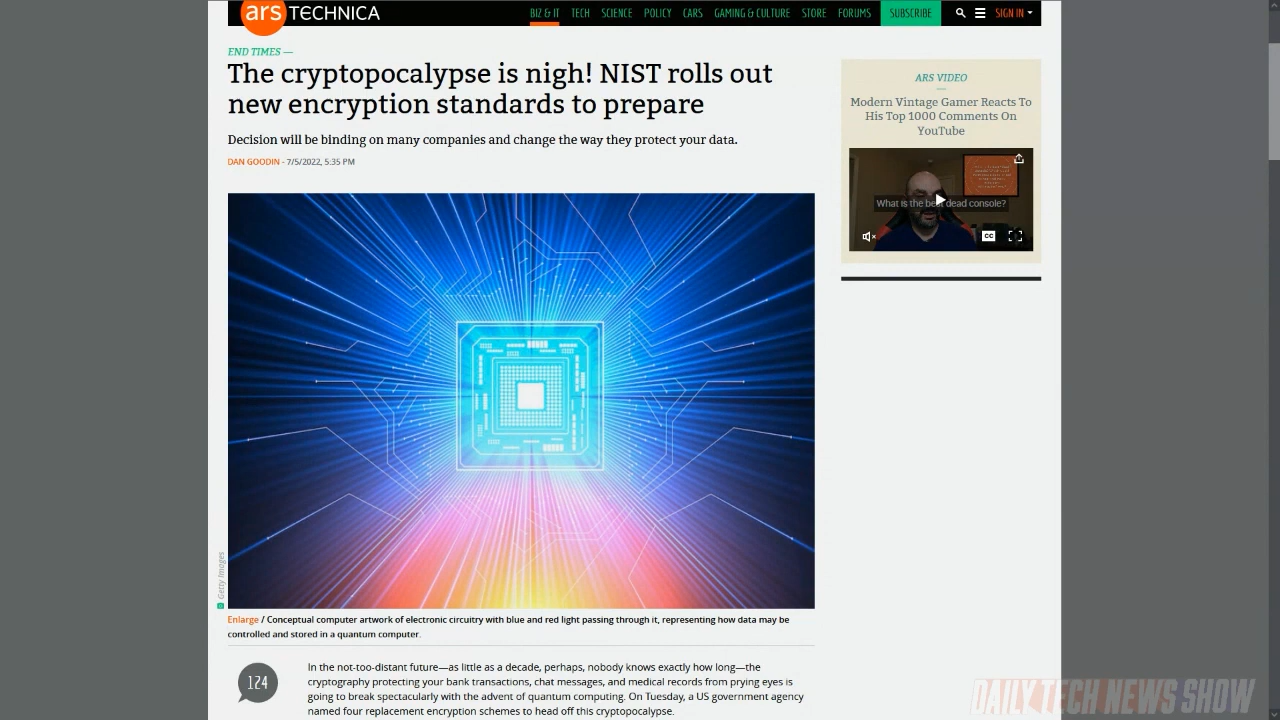 ars TECHNICA
BIZ & IT TECH SCIENCE POLICY CARS GAMING & CULTURE STORE FORUMS SUBSCRIBE SIGN IN
END TIMES —
The cryptopocalypse is nigh! NIST rolls out
new encryption standards to prepare
Decision will be binding on many companies and change the way they protect your data.
DAN GOODIN - 7/5/2022, 5:35 PM
ARS VIDEO
Modern Vintage Gamer Reacts To
His Top 1000 Comments On
YouTube
What is the best dead console?
CC
Getty Images
Enlarge / Conceptual computer artwork of electronic circuitry with blue and red light passing through it, representing how data may be
controlled and stored in a quantum computer.
124
In the not-too-distant future—as little as a decade, perhaps, nobody knows exactly how long—the
cryptography protecting your bank transactions, chat messages, and medical records from prying eyes is
going to break spectacularly with the advent of quantum computing. On Tuesday, a US government agency
named four replacement encryption schemes to head off this cryptopocalypse.
DAILY TECH NEWS SHOW